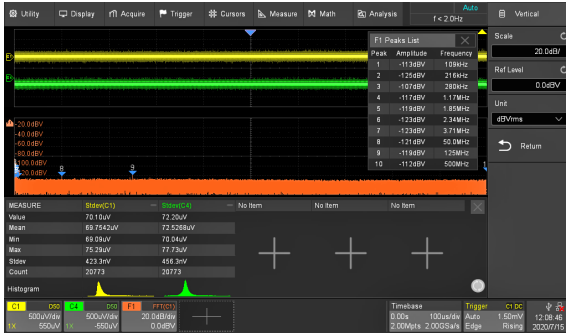 Utility Display Acquire Trigger Cursors Measure Math Analysis Auto
f < 2.0Hz
Vertical
Scale
20.0dB/
Ref Level
0.0dBV
Unit
dBVrms
Return
F1 Peaks List
Peak Amplitude Frequency
1 -113dBV 109kHz
2 -125dBV 216kHz
3 -107dBV 280kHz
4 -117dBV 1.17MHz
5 -119dBV 1.85MHz
6 -123dBV 2.34MHz
7 -123dBV 3.71MHz
8 -121dBV 50.0MHz
9 -119dBV 125MHz
10 -112dBV 500MHz
-20.0dBV
-40.0dBV
-60.0dBV
-80.0dBV
8
9
MEASURE Stdev(C1) Stdev(C4) No Item No Item No Item
Value 70.10uV 72.20uV
Mean 69.7542uV 72.5268uV
Min 69.09uV 70.04uV
Max 75.29uV 77.73uV
Stdev 423.3nV 456.3nV
Count 20773 20773
Histogram
C1 D50 C4 D50 F1 FFT(C1) Timebase Trigger C1 DC
500uV/div 500uV/div 20.0dB/div 0.00s 100us/div Auto 1.50mV 12:08:46
1X 550uV 1X -550uV 0.0dBV 2.00Mpts 2.00GSa/s Edge Rising 2020/7/15